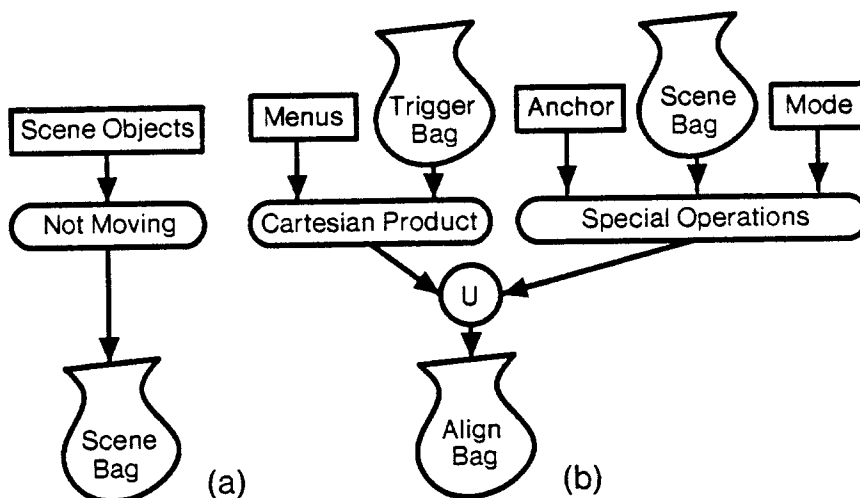 Scene Objects
Not Moving
Scene
Bag
(a)
Menus
Trigger
Bag
Anchor
Scene
Bag
Mode
Cartesian Product
Special Operations
U
Align
Bag
(b)